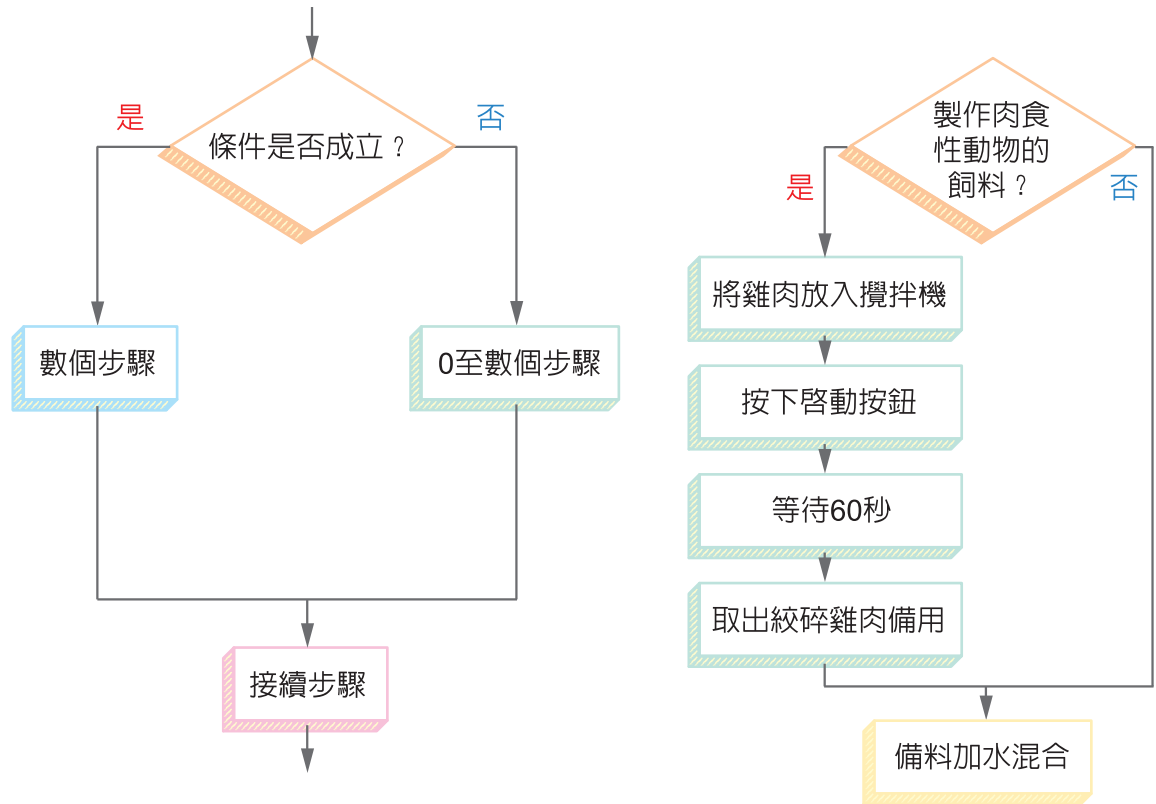 條件是否成立？
是
否
數個步驟
0至數個步驟
接續步驟
製作肉食
性動物的
飼料？
是
否
將雞肉放入攪拌機
按下啓動按鈕
等待60秒
取出絞碎雞肉備用
備料加水混合